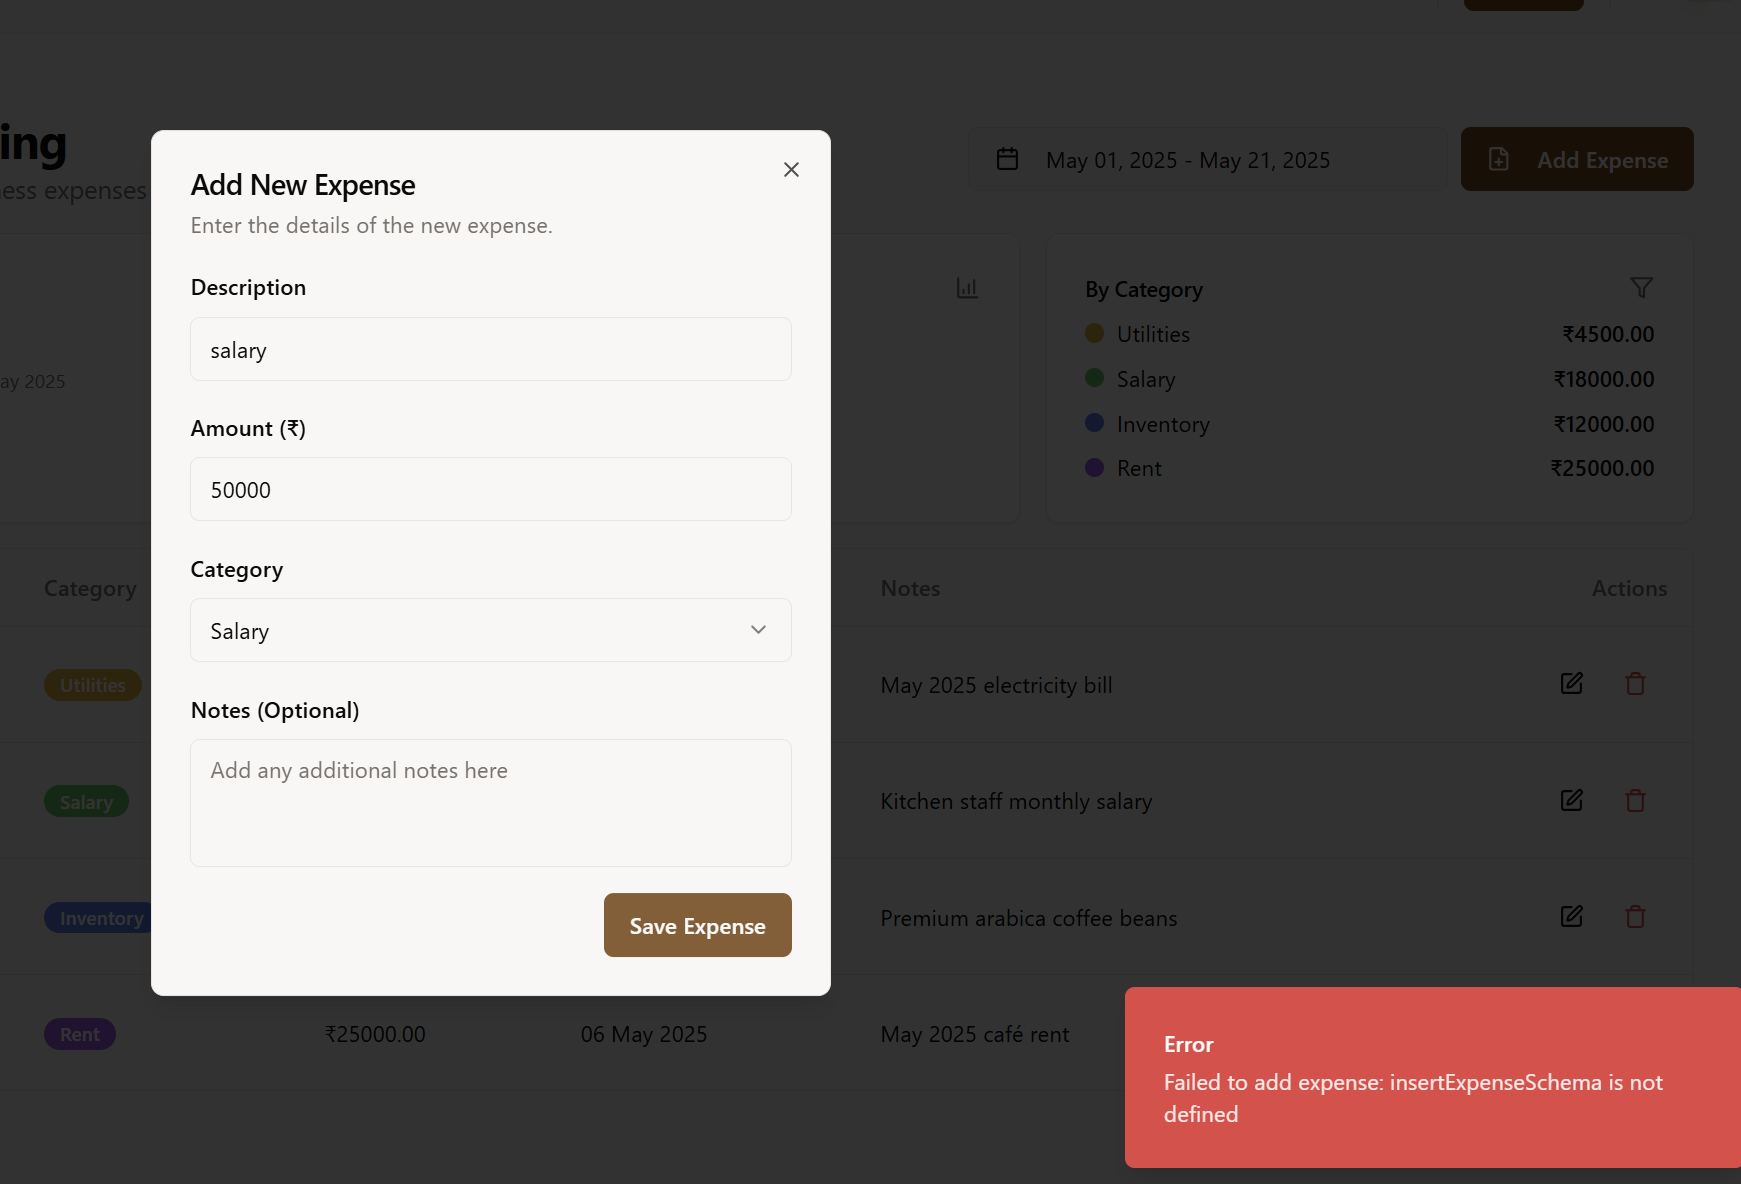 ing
ess expenses
May 01, 2025 - May 21, 2025
Add Expense
Add New Expense
Enter the details of the new expense.
Description
salary
Amount (₹)
50000
Category
Salary
Notes (Optional)
Add any additional notes here
Save Expense
ay 2025
By Category
Utilities ₹4500.00
Salary ₹18000.00
Inventory ₹12000.00
Rent ₹25000.00
Category Notes Actions
Utilities May 2025 electricity bill
Salary Kitchen staff monthly salary
Inventory Premium arabica coffee beans
Rent ₹25000.00 06 May 2025 May 2025 café rent
Error
Failed to add expense: insertExpenseSchema is not
defined